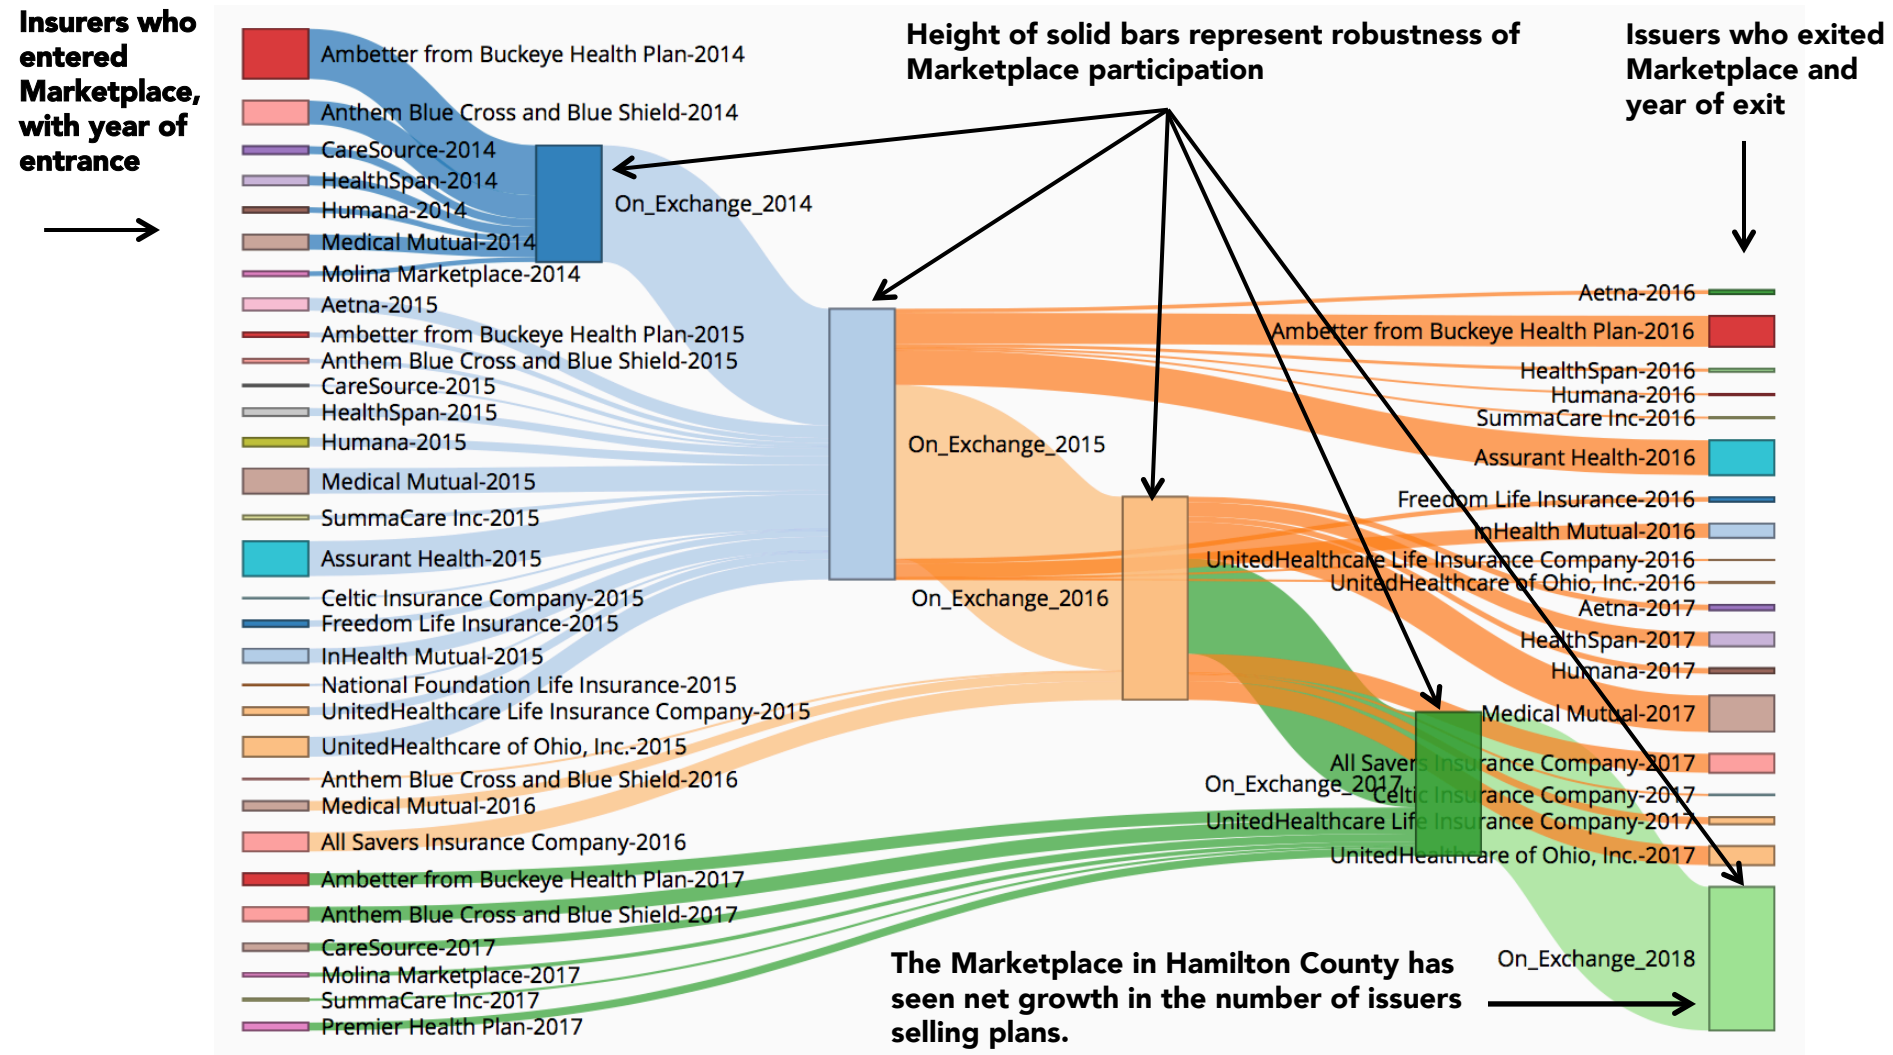 Insurers who
entered
Marketplace,
with year of
entrance
Height of solid bars represent robustness of
Marketplace participation
Issuers who exited
Marketplace and
year of exit
Ambetter from Buckeye Health Plan-2014
Anthem Blue Cross and Blue Shield-2014
CareSource-2014
HealthSpan-2014
Humana-2014
Medical Mutual-2014
Molina Marketplace-2014
Aetna-2015
Ambetter from Buckeye Health Plan-2015
Anthem Blue Cross and Blue Shield-2015
CareSource-2015
HealthSpan-2015
Humana-2015
Medical Mutual-2015
SummaCare Inc-2015
Assurant Health-2015
Celtic Insurance Company-2015
Freedom Life Insurance-2015
InHealth Mutual-2015
National Foundation Life Insurance-2015
UnitedHealthcare Life Insurance Company-2015
UnitedHealthcare of Ohio, Inc.-2015
Anthem Blue Cross and Blue Shield-2016
Medical Mutual-2016
All Savers Insurance Company-2016
Ambetter from Buckeye Health Plan-2017
Anthem Blue Cross and Blue Shield-2017
CareSource-2017
Molina Marketplace-2017
SummaCare Inc-2017
Premier Health Plan-2017
On_Exchange_2014
On_Exchange_2015
On_Exchange_2016
On_Exchange_2017
On_Exchange_2018
Aetna-2016
Ambetter from Buckeye Health Plan-2016
HealthSpan-2016
Humana-2016
SummaCare Inc-2016
Assurant Health-2016
Freedom Life Insurance-2016
InHealth Mutual-2016
UnitedHealthcare Life Insurance Company-2016
UnitedHealthcare of Ohio, Inc.-2016
Aetna-2017
HealthSpan-2017
Humana-2017
Medical Mutual-2017
All Savers Insurance Company-2017
Celtic Insurance Company-2017
UnitedHealthcare Life Insurance Company-2017
UnitedHealthcare of Ohio, Inc.-2017
The Marketplace in Hamilton County has
seen net growth in the number of issuers
selling plans.